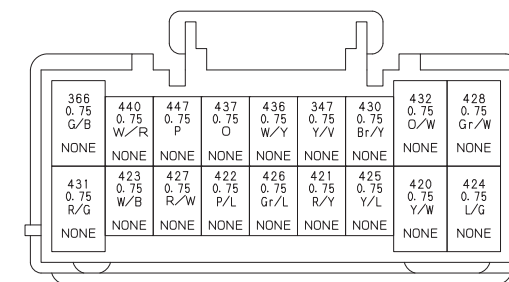 366 440 447 437 436 347 430 432 428
0.75 0.75 0.75 0.75 0.75 0.75 0.75 0.75 0.75
G/B W/R P O W/Y Y/V Br/Y O/W Gr/W
NONE NONE NONE NONE NONE NONE NONE NONE NONE
431 423 427 422 426 421 425 420 424
0.75 0.75 0.75 0.75 0.75 0.75 0.75 0.75 0.75
R/G W/B R/W P/L Gr/L R/Y Y/L Y/W L/G
NONE NONE NONE NONE NONE NONE NONE NONE NONE